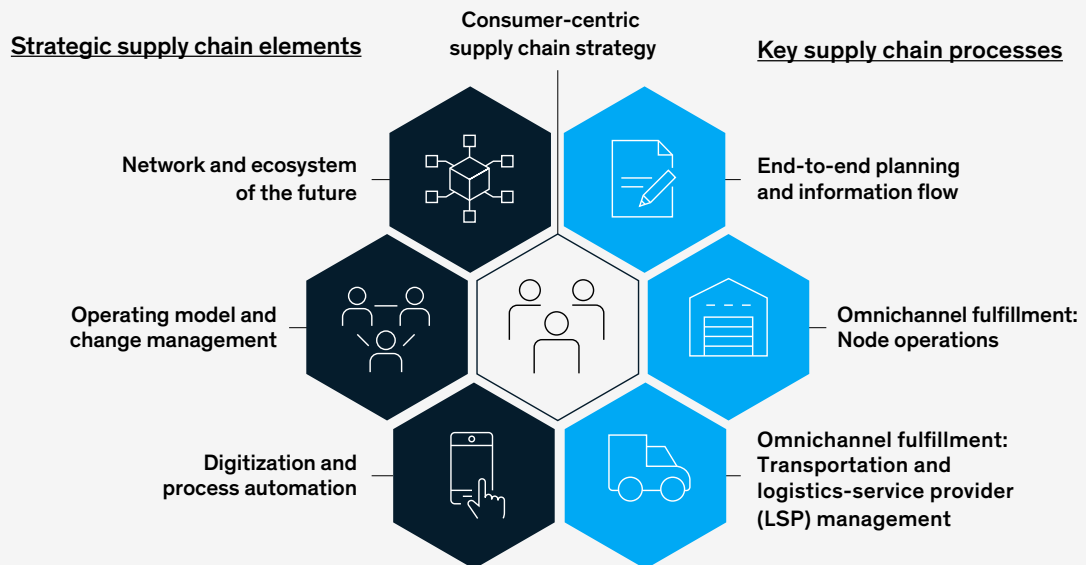 Consumer-centric
supply chain strategy
Strategic supply chain elements
Network and ecosystem
of the future
Operating model and
change management
Digitization and
process automation
Key supply chain processes
End-to-end planning
and information flow
Omnichannel fulfillment:
Node operations
Omnichannel fulfillment:
Transportation and
logistics-service provider
(LSP) management